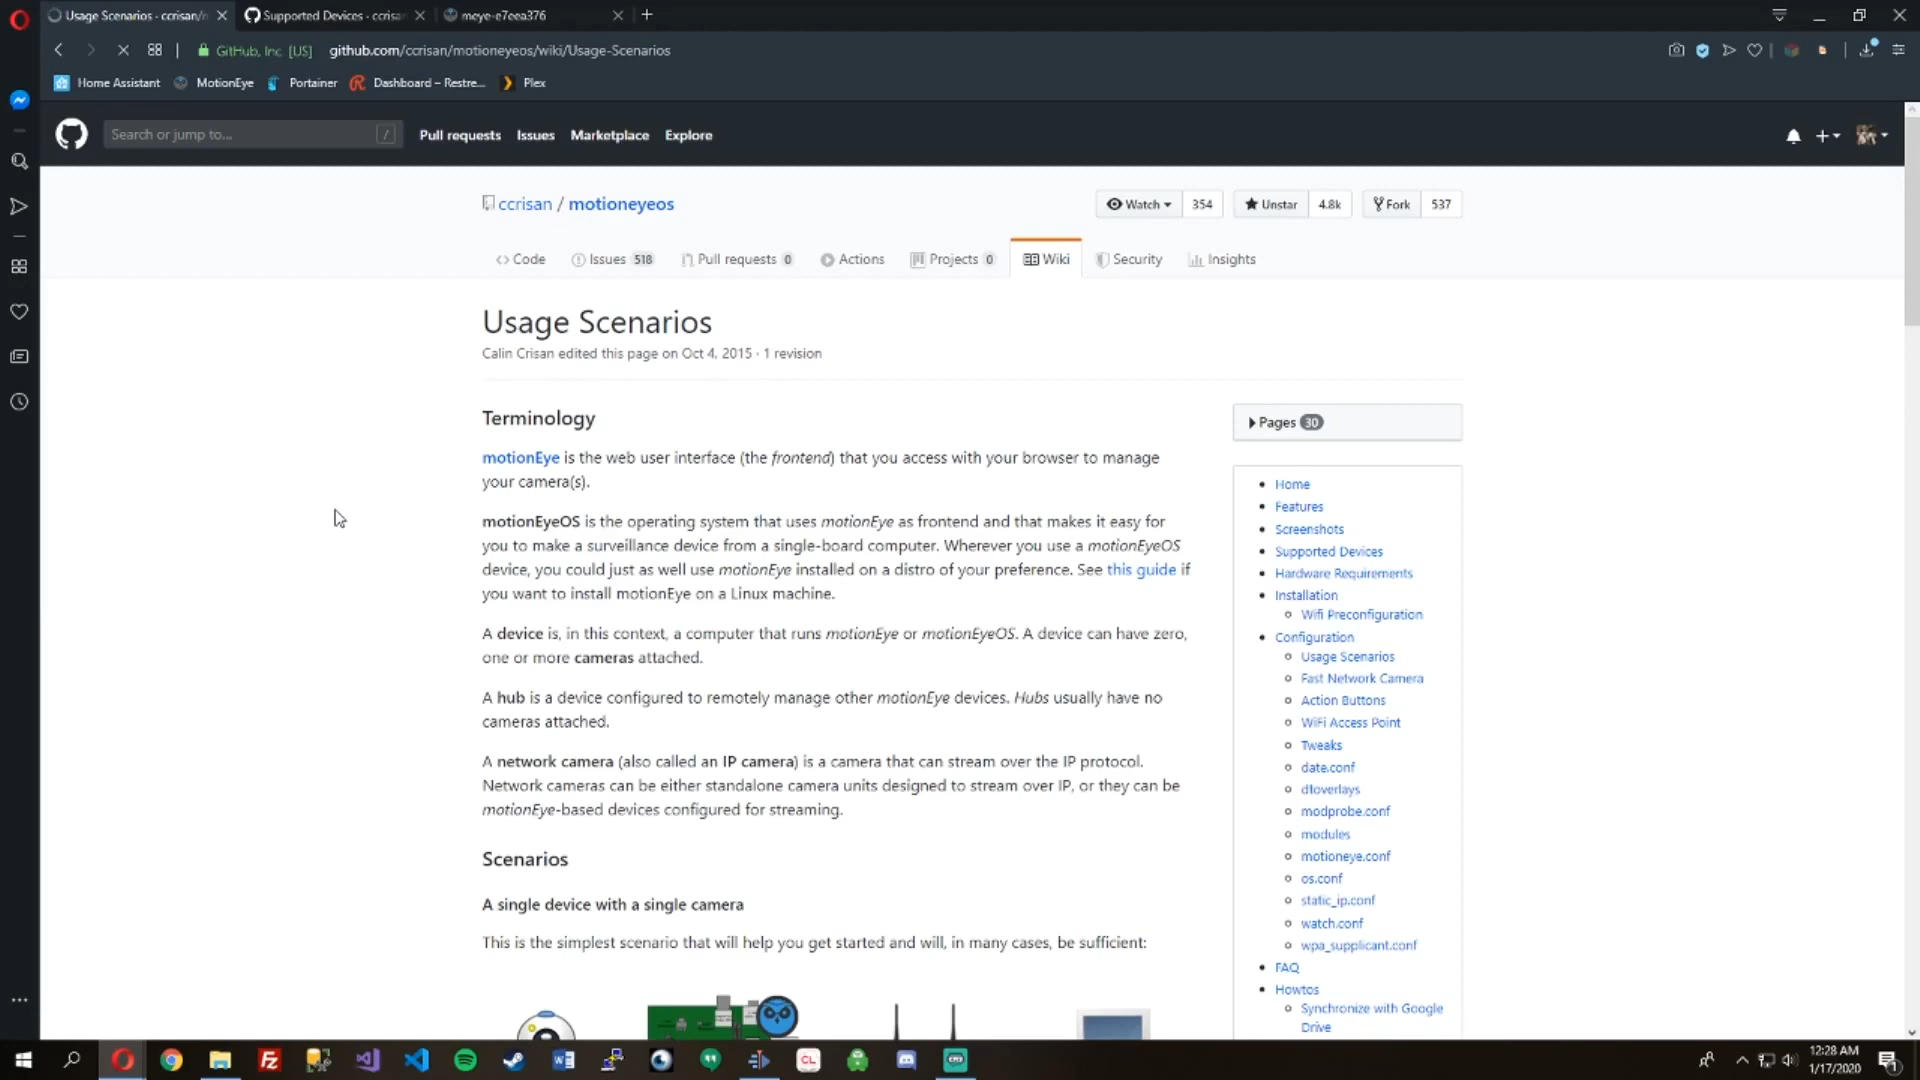 Usage Scenarios · ccrisan/m
Supported Devices · ccrisan
meye-e7eea376
GitHub, Inc [US]
github.com/ccrisan/motioneyeos/wiki/Usage-Scenarios
Home Assistant
MotionEye
Portainer
Dashboard – Restre...
Plex
Search or jump to...
/
Pull requests
Issues
Marketplace
Explore
ccrisan / motioneyeos
Watch
354
Unstar
4.8k
Fork
537
Code
Issues 518
Pull requests 0
Actions
Projects 0
Wiki
Security
Insights
Usage Scenarios
Calin Crisan edited this page on Oct 4, 2015 · 1 revision
Terminology
motionEye is the web user interface (the frontend) that you access with your browser to manage
your camera(s).
motionEyeOS is the operating system that uses motionEye as frontend and that makes it easy for
you to make a surveillance device from a single-board computer. Wherever you use a motionEyeOS
device, you could just as well use motionEye installed on a distro of your preference. See this guide if
you want to install motionEye on a Linux machine.
A device is, in this context, a computer that runs motionEye or motionEyeOS. A device can have zero,
one or more cameras attached.
A hub is a device configured to remotely manage other motionEye devices. Hubs usually have no
cameras attached.
A network camera (also called an IP camera) is a camera that can stream over the IP protocol.
Network cameras can be either standalone camera units designed to stream over IP, or they can be
motionEye-based devices configured for streaming.
Scenarios
A single device with a single camera
This is the simplest scenario that will help you get started and will, in many cases, be sufficient:
Pages 30
Home
Features
Screenshots
Supported Devices
Hardware Requirements
Installation
Wifi Preconfiguration
Configuration
Usage Scenarios
Fast Network Camera
Action Buttons
WiFi Access Point
Tweaks
date.conf
dtoverlays
modprobe.conf
modules
motioneye.conf
os.conf
static_ip.conf
watch.conf
wpa_supplicant.conf
FAQ
Howtos
Synchronize with Google
Drive
CL
12:28 AM
1/17/2020